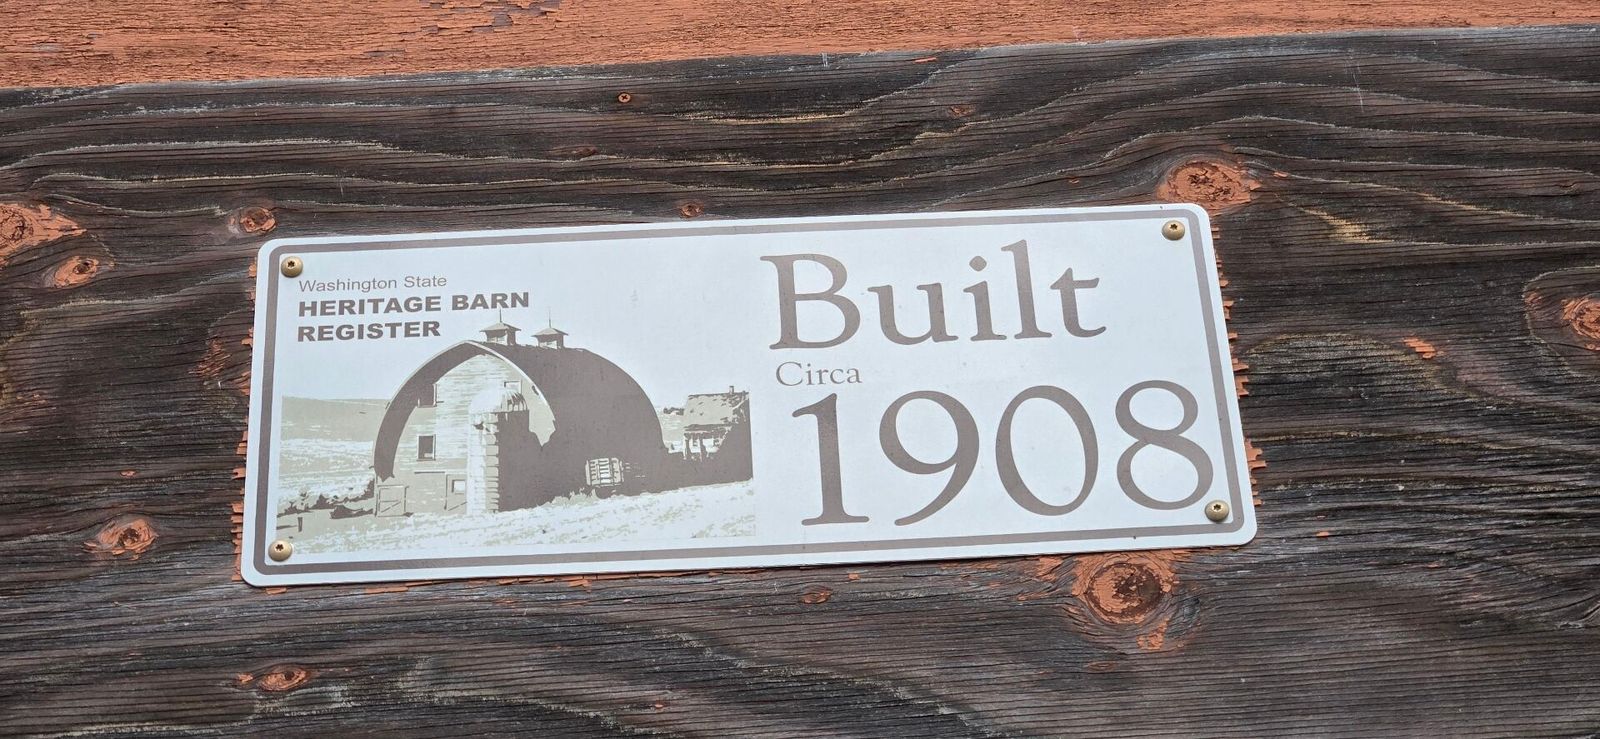 Washington State
HERITAGE BARN
REGISTER
Built
Circa
1908